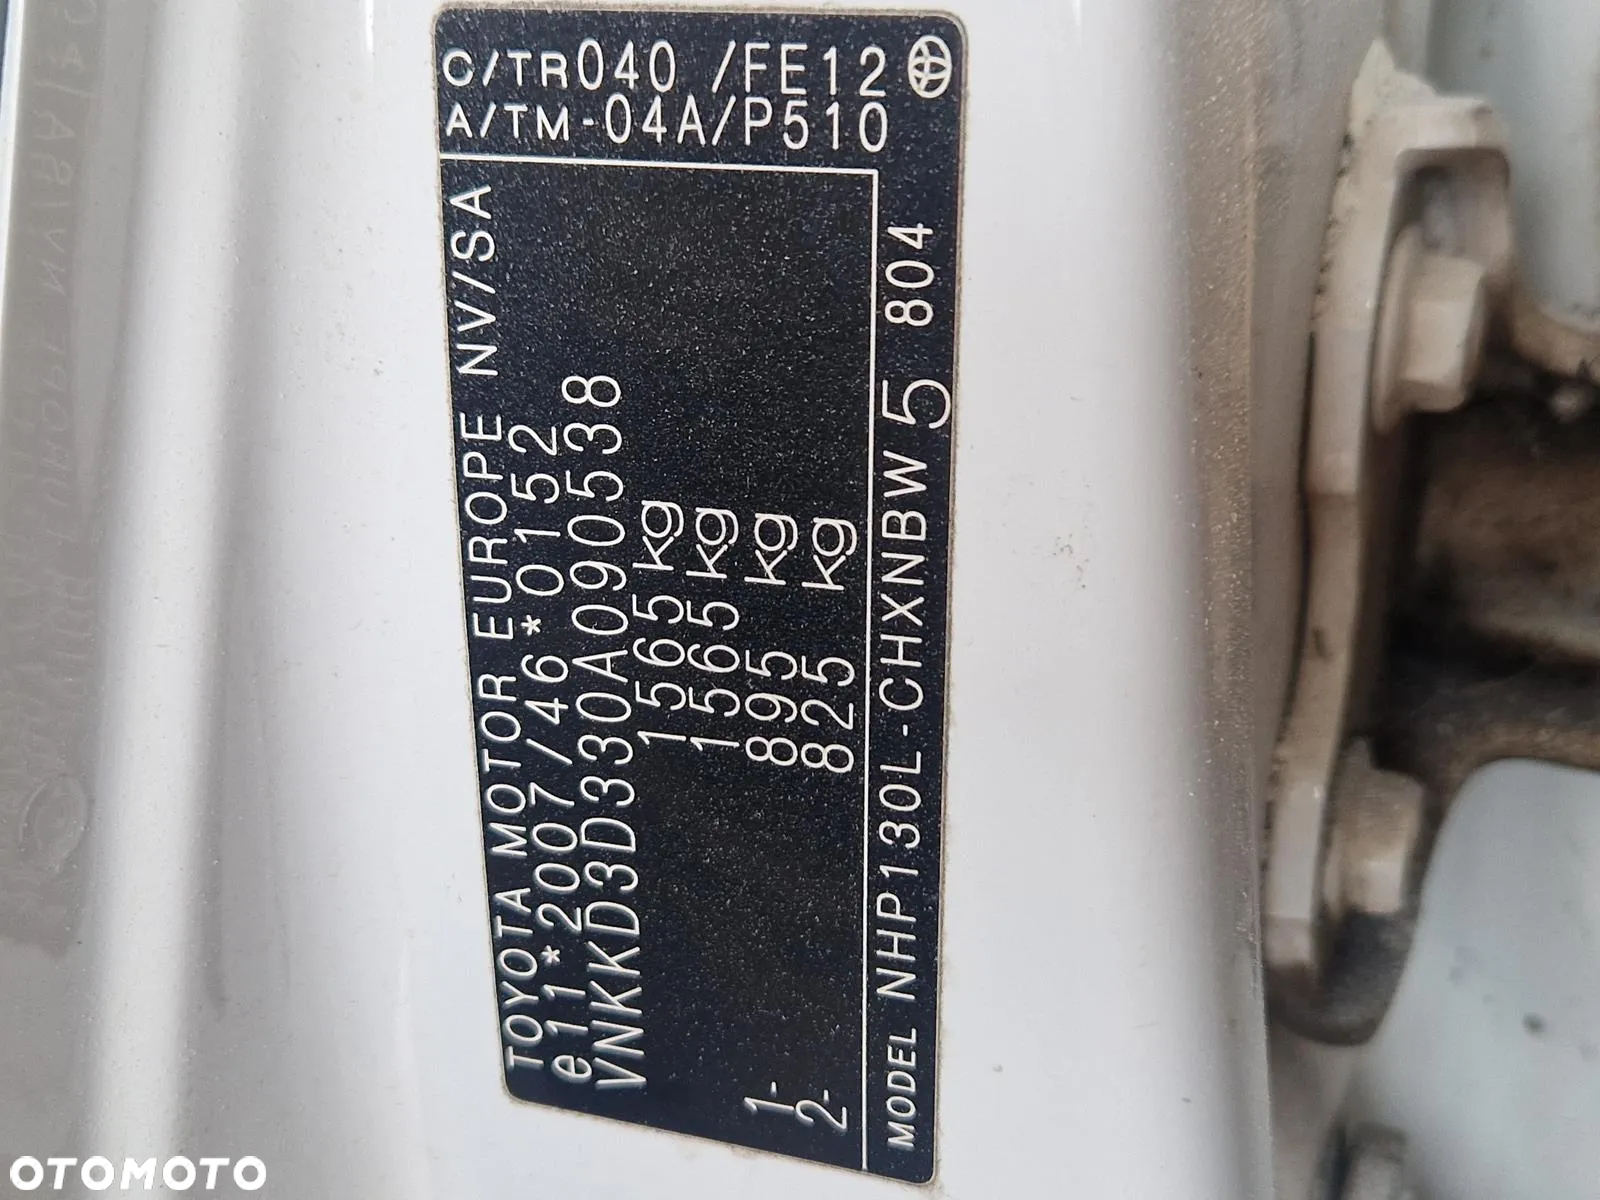 TOYOTA MOTOR EUROPE NV/SA
e11*2007/46*0152
VNKKD3D330A090538
1565 kg
1565 kg
1- 895 kg
2- 825 kg
MODEL NHP130L-CHXNBW 5 804
C/TR040 /FE12
A/TM-04A/P510
OTOMOTO